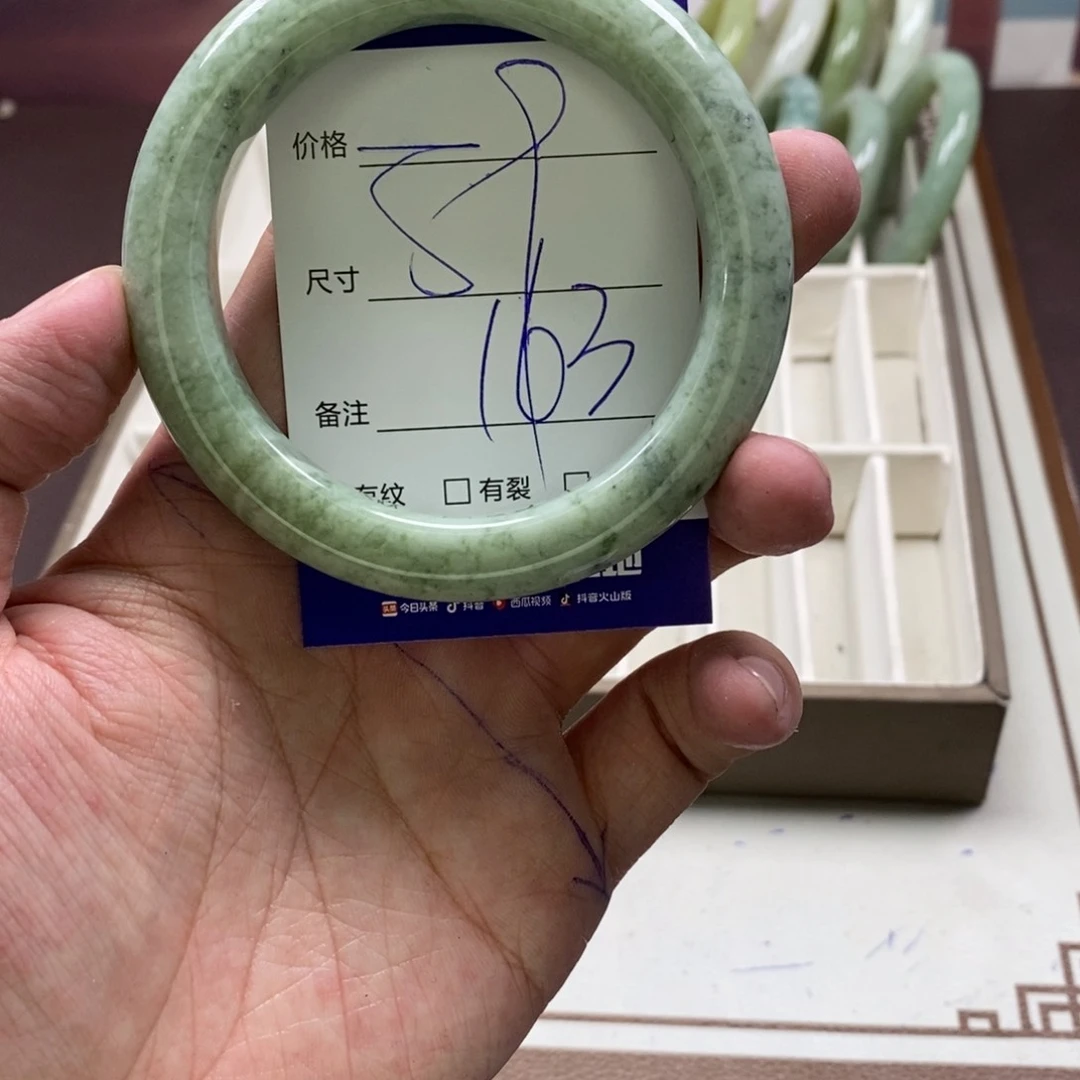 价格
尺寸
163
备注
有纹 □ 有裂
今日头条 抖音 西瓜视频 抖音火山版